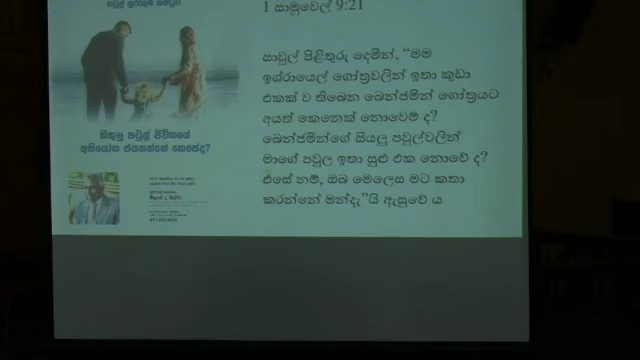 1 සාමුවෙල් 9:21
සාවුල් පිළිතුරු දෙමින්, “මම
ඉශ්රායෙල් ගෝත්‍රවලින් ඉතා කුඩා
එකක් ව තිබෙන බෙන්ජමින් ගෝත්‍රයට
අයත් කෙනෙක් නොවෙම් ද?
බෙන්ජමින්ගේ සියලු පවුල්වලින්
මාගේ පවුල ඉතා සුළු එක නොවේ ද?
එසේ නම්, ඔබ මෙලෙස මට කතා
කරන්නේ මන්දැ”යි ඇසුවේ ය
කිතුනු පවුල් ජීවිතයේ
අභියෝග ජයගන්නේ කෙසේද?